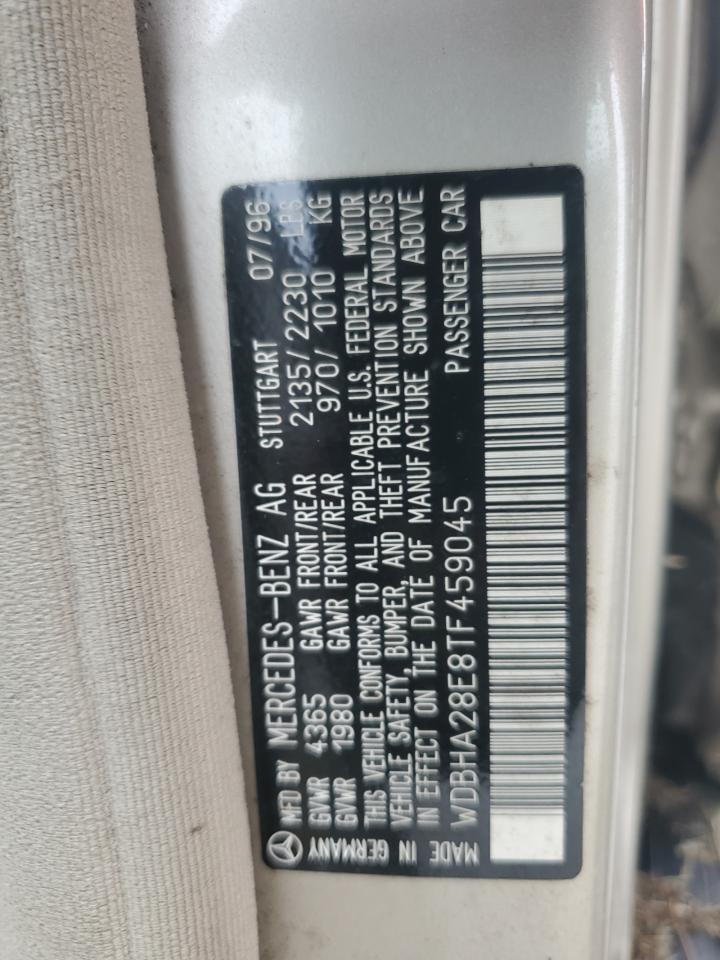 MFD BY MERCEDES-BENZ AG STUTTGART 07/96
GVWR 4365 GAWR FRONT/REAR 2135/2230 LBS
GVWR 1980 GAWR FRONT/REAR 970/1010 KG
THIS VEHICLE CONFORMS TO ALL APPLICABLE U.S. FEDERAL MOTOR
VEHICLE SAFETY, BUMPER, AND THEFT PREVENTION STANDARDS
IN EFFECT ON THE DATE OF MANUFACTURE SHOWN ABOVE
WDBHA28E8TF459045 PASSENGER CAR
MADE IN GERMANY